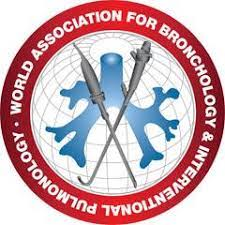 WORLD ASSOCIATION FOR BRONCHOLOGY & INTERVENTIONAL PULMONOLOGY •